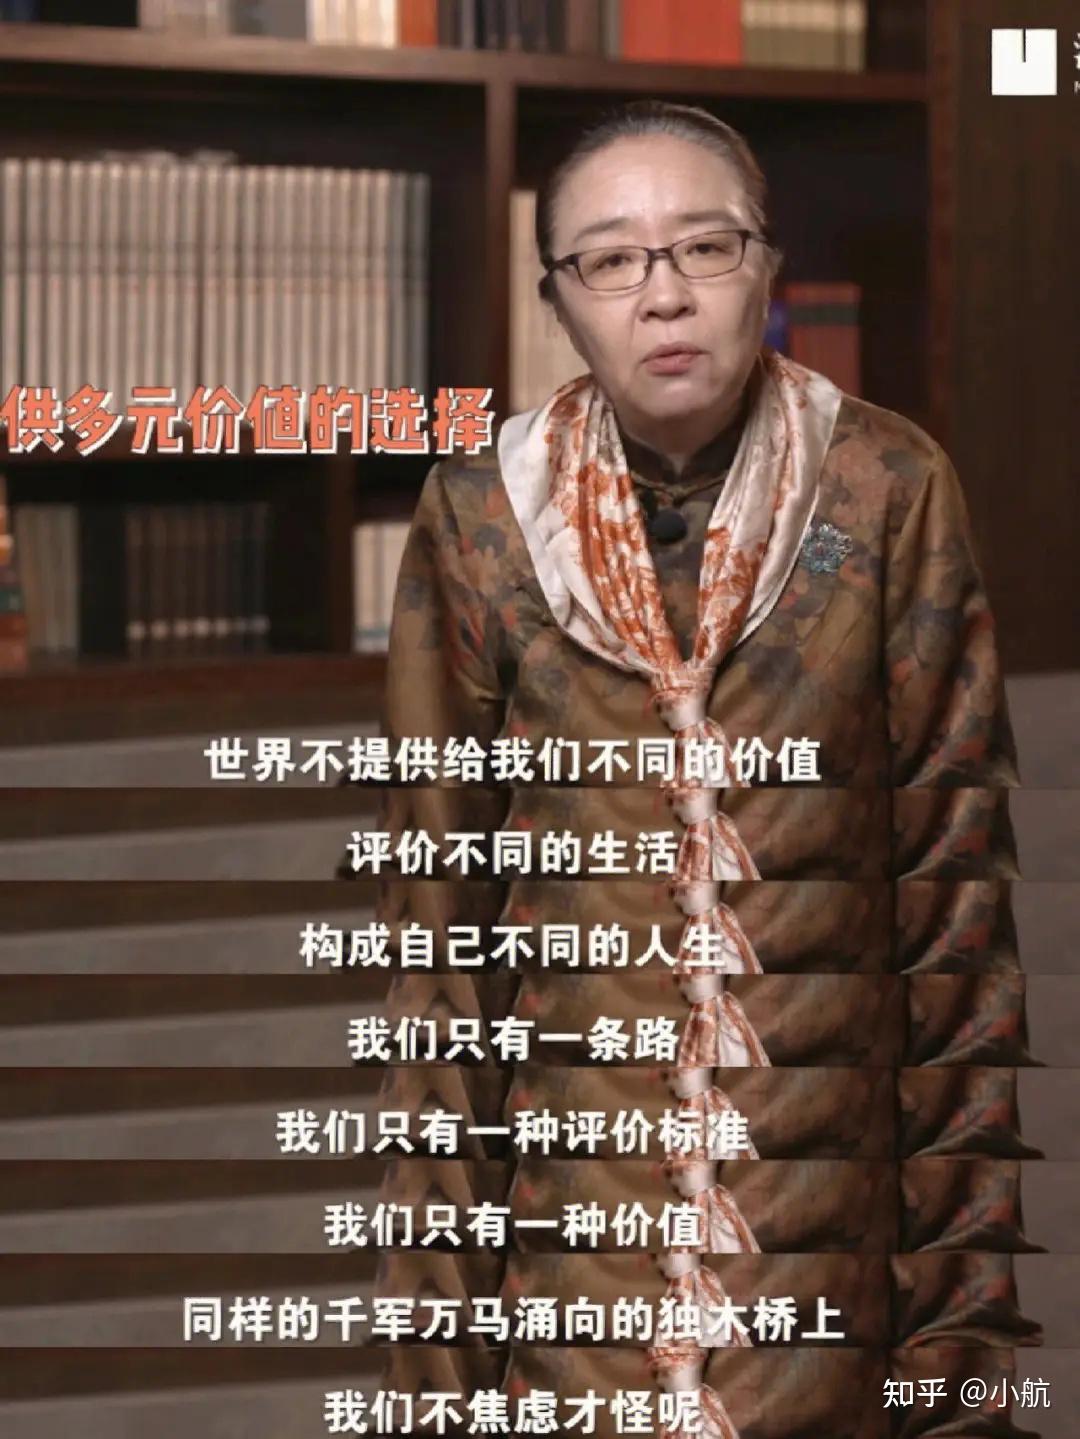 供多元价值的选择
世界不提供给我们不同的价值
评价不同的生活
构成自己不同的人生
我们只有一条路
我们只有一种评价标准
我们只有一种价值
同样的千军万马涌向的独木桥上
我们不焦虑才怪呢
知乎 @小航